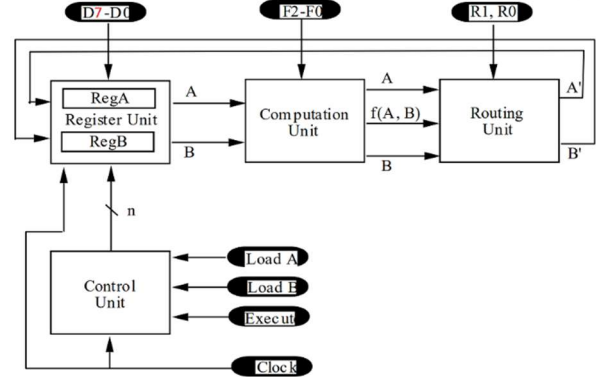 D7-D0
F2-F0
R1, R0
RegA
Register Unit
RegB
A
B
Computation
Unit
A
f(A, B)
B
Routing
Unit
A'
B'
n
Control
Unit
Load A
Load B
Execute
Clock